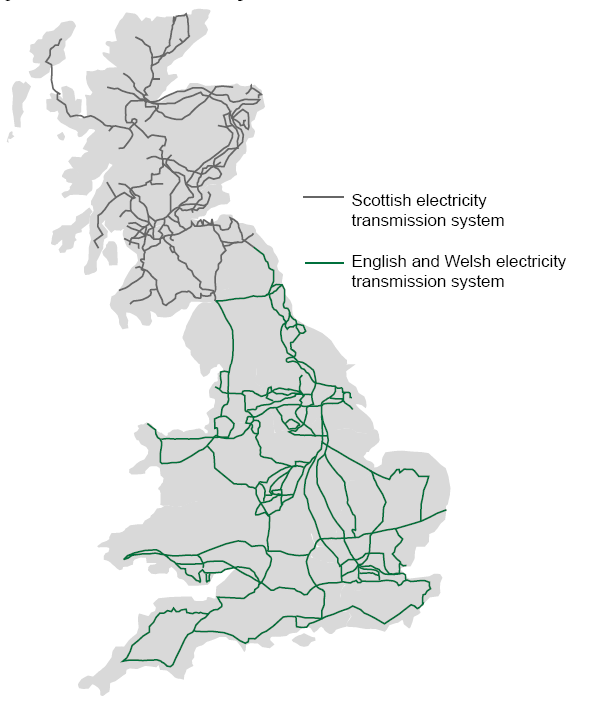 Scottish electricity
transmission system
English and Welsh electricity
transmission system